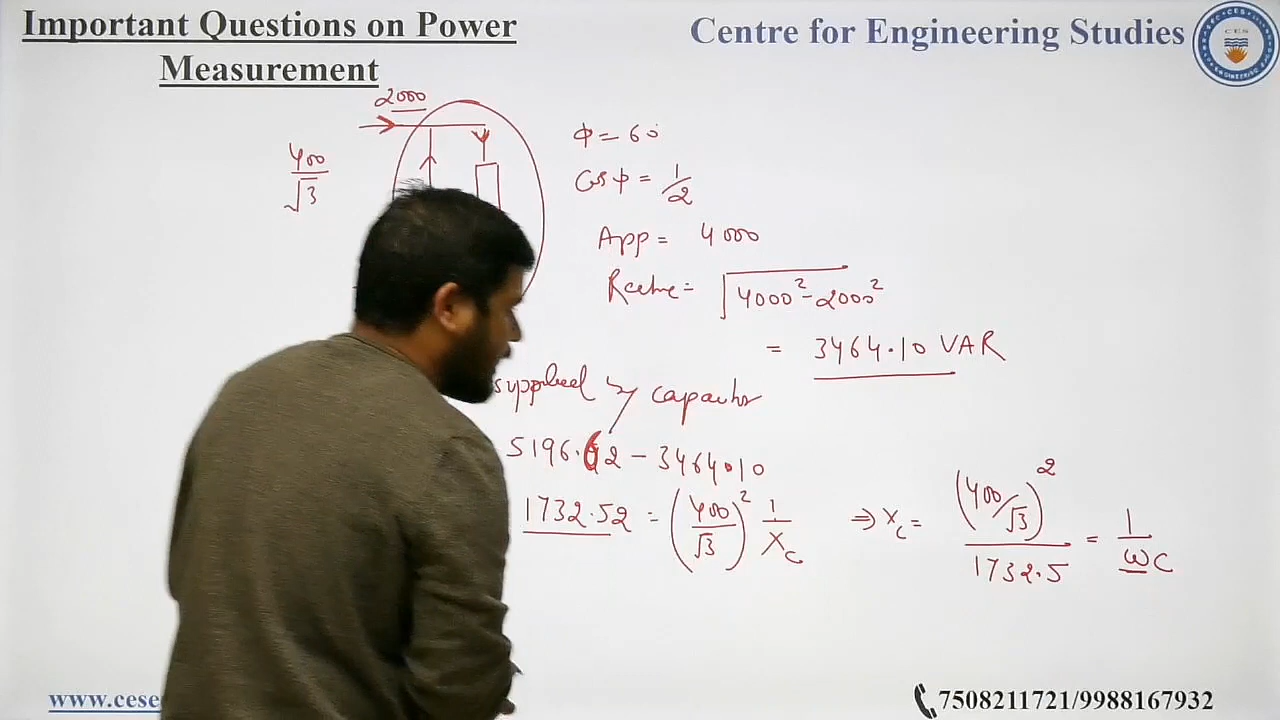 Important Questions on Power
Measurement
Centre for Engineering Studies
CES
2000
400/√3
φ = 60°
Cosφ = 1/2
App = 4000
= √(4000² - 2000²)
= 3464.10 VAR
supplied by capacitor
5196.62 - 3464.10
1732.52 = (400/√3)² 1/Xc ⇒ Xc = (400/√3)²/1732.5 = 1/ωC
www.cese
7508211721/9988167932